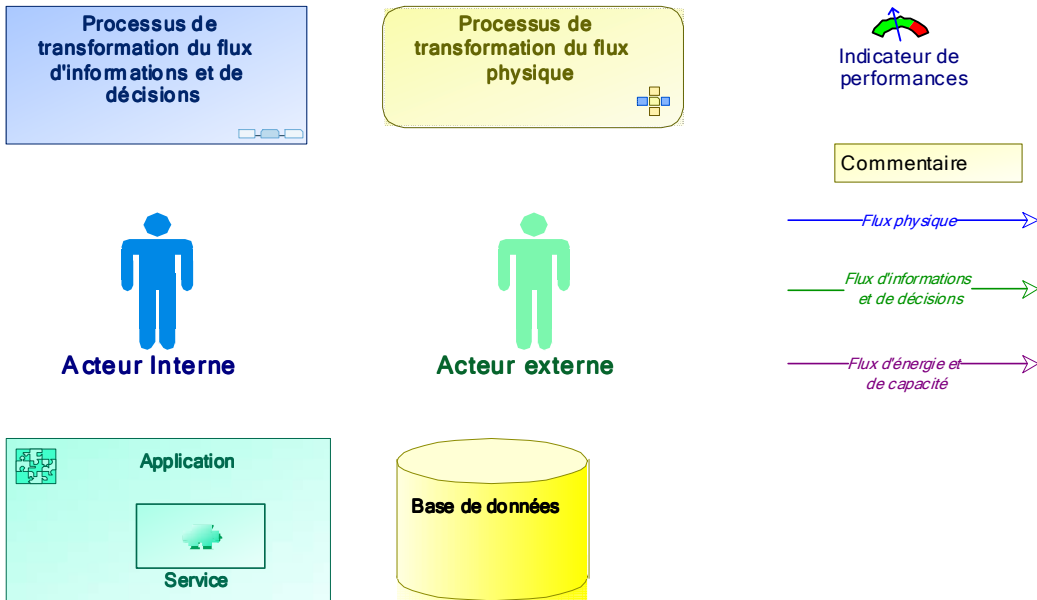 Processus de
transformation du flux
d'informations et de
décisions
Processus de
transformation du flux
physique
Indicateur de
performances
Commentaire
Flux physique
Flux d'informations
et de décisions
Flux d'énergie et
de capacité
Acteur Interne
Acteur externe
Application
Service
Base de données